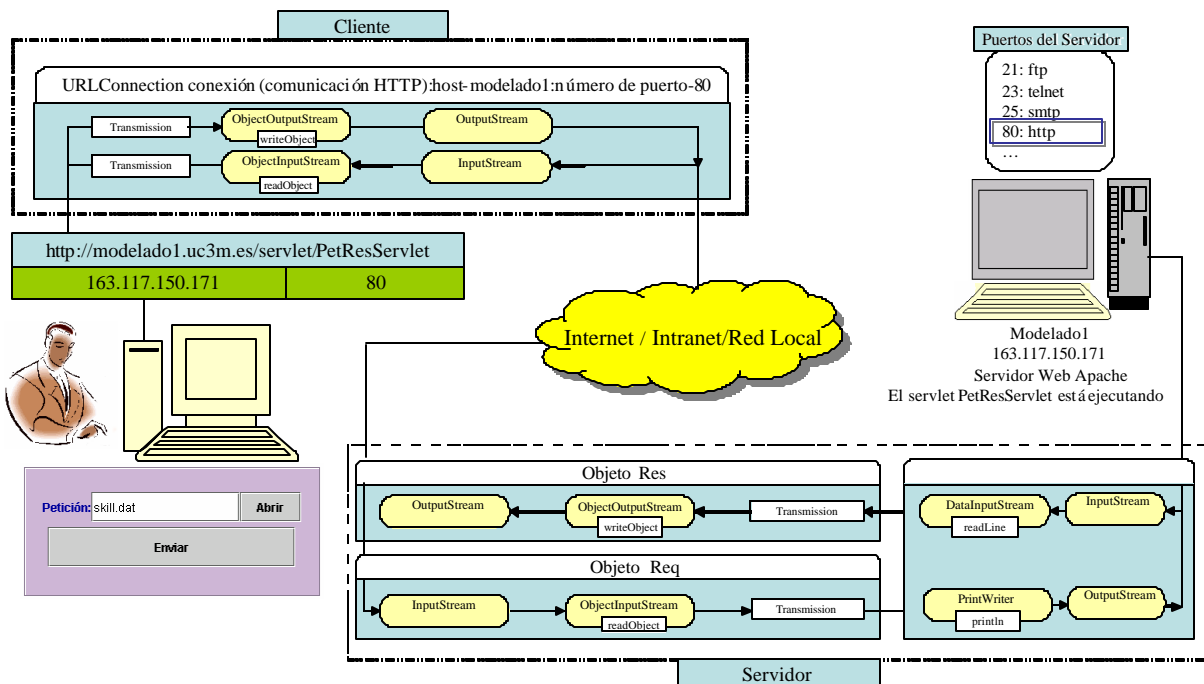 Cliente
URLConnection conexión (comunicación HTTP):host-modelado1:número de puerto-80
Transmission
ObjectOutputStream
writeObject
OutputStream
Transmission
ObjectInputStream
readObject
InputStream
http://modelado1.uc3m.es/servlet/PetResServlet
163.117.150.171
80
Petición:
skill.dat
Abrir
Enviar
Internet / Intranet/Red Local
Puertos del Servidor
21: ftp
23: telnet
25: smtp
80: http
...
Modelado1
163.117.150.171
Servidor Web Apache
El servlet PetResServlet está ejecutando
Objeto Res
OutputStream
ObjectOutputStream
writeObject
Transmission
DataInputStream
readLine
InputStream
Objeto Req
InputStream
ObjectInputStream
readObject
Transmission
PrintWriter
println
OutputStream
Servidor